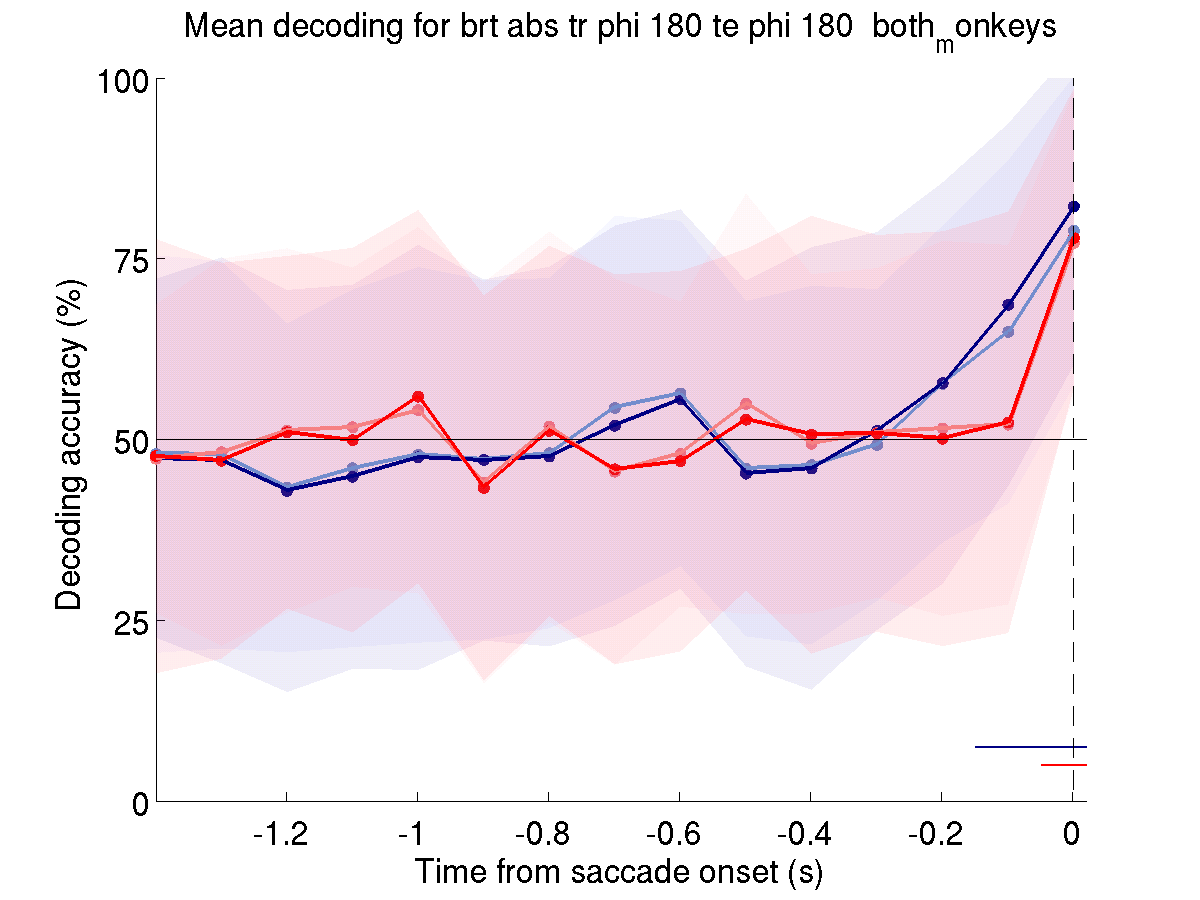 Mean decoding for brt abs tr phi 180 te phi 180 both_monkeys
100
75
50
25
0
Decoding accuracy (%)
-1.2 -1 -0.8 -0.6 -0.4 -0.2 0
Time from saccade onset (s)